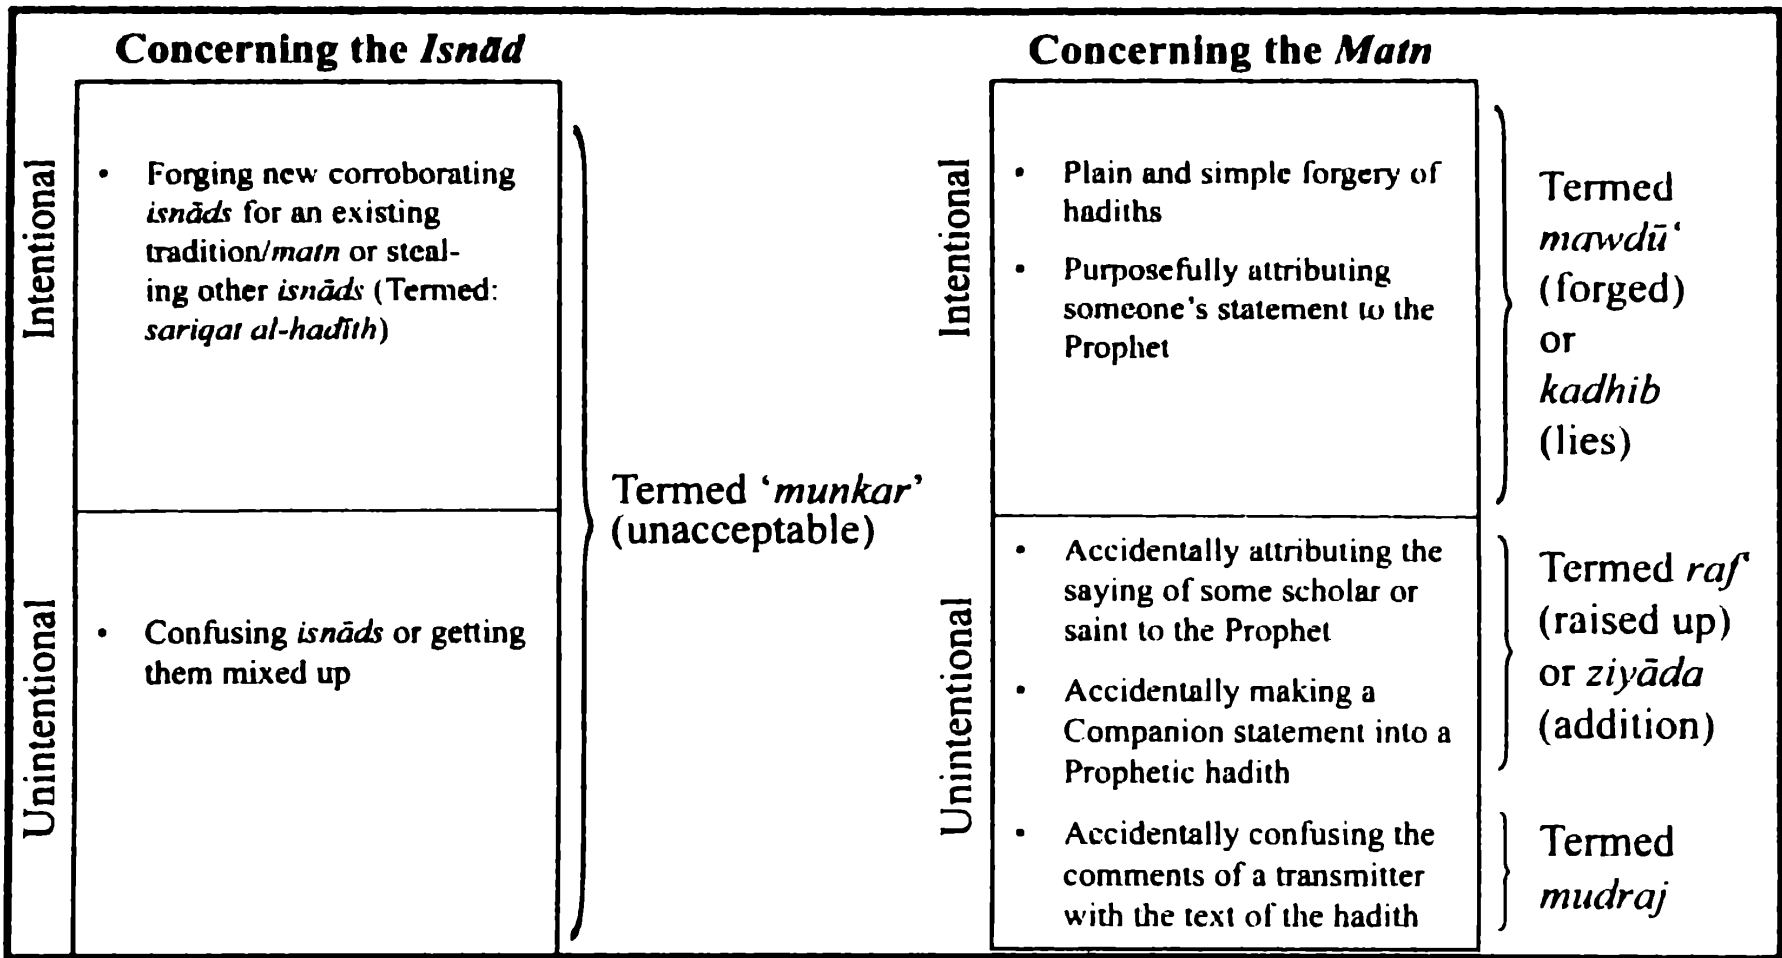 Concerning the Isnād
Intentional
• Forging new corroborating
isnāds for an existing
tradition/matn or steal-
ing other isnāds (Termed:
sariqat al-hadīth)
Unintentional
• Confusing isnāds or getting
them mixed up
Termed ‘munkar’
(unacceptable)
Concerning the Matn
Intentional
• Plain and simple forgery of
hadiths
• Purposefully attributing
someone’s statement to the
Prophet
Termed
mawdū‘
(forged)
or
kadhib
(lies)
Unintentional
• Accidentally attributing the
saying of some scholar or
saint to the Prophet
• Accidentally making a
Companion statement into a
Prophetic hadith
Termed raf‘
(raised up)
or ziyāda
(addition)
• Accidentally confusing the
comments of a transmitter
with the text of the hadith
Termed
mudraj